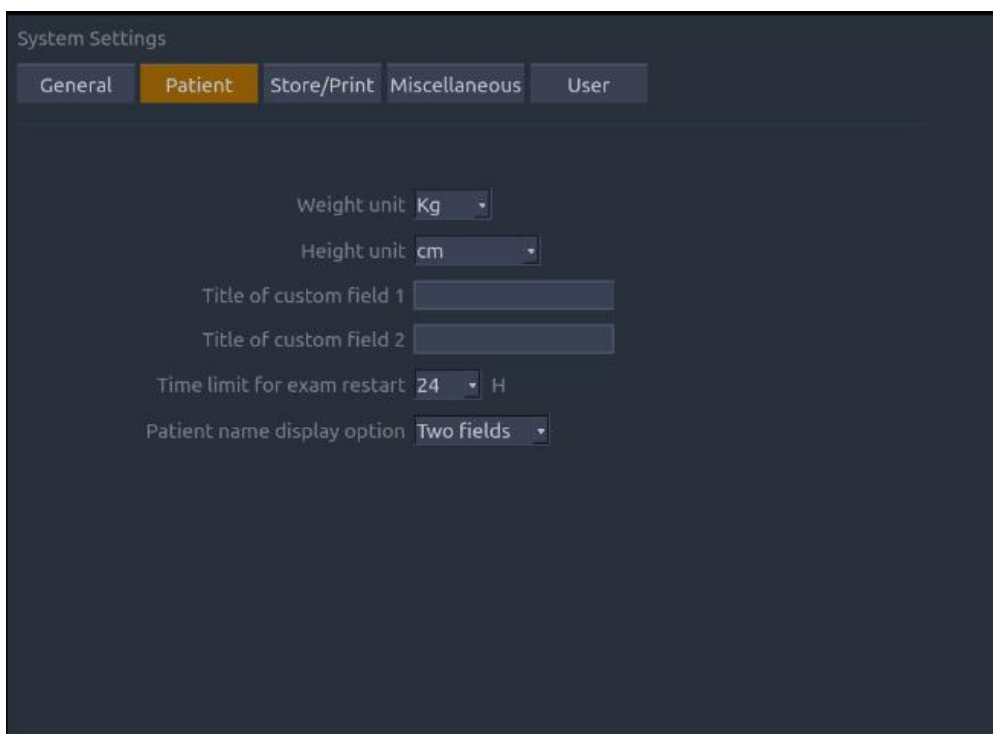 System Settings
General Patient Store/Print Miscellaneous User
Weight unit Kg
Height unit cm
Title of custom field 1
Title of custom field 2
Time limit for exam restart 24 H
Patient name display option Two fields